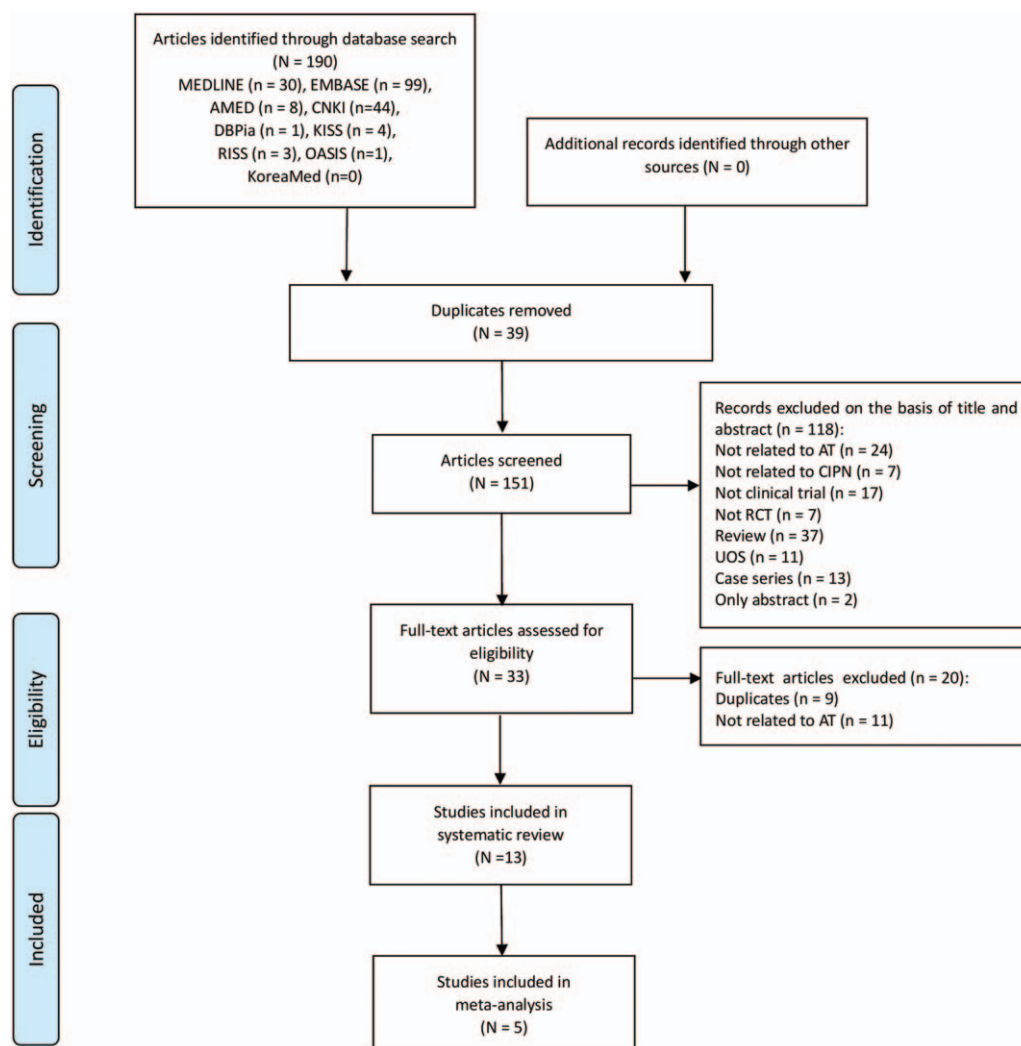 Articles identified through database search
(N = 190)
MEDLINE (n = 30), EMBASE (n = 99),
AMED (n = 8), CNKI (n=44),
DBPia (n = 1), KISS (n = 4),
RISS (n = 3), OASIS (n=1),
KoreaMed (n=0)
Additional records identified through other
sources (N = 0)
Identification
Duplicates removed
(N = 39)
Screening
Articles screened
(N = 151)
Records excluded on the basis of title and
abstract (n = 118):
Not related to AT (n = 24)
Not related to CIPN (n = 7)
Not clinical trial (n = 17)
Not RCT (n = 7)
Review (n = 37)
UOS (n = 11)
Case series (n = 13)
Only abstract (n = 2)
Eligibility
Full-text articles assessed for
eligibility
(N = 33)
Full-text articles excluded (n = 20):
Duplicates (n = 9)
Not related to AT (n = 11)
Included
Studies included in
systematic review
(N =13)
Studies included in
meta-analysis
(N = 5)